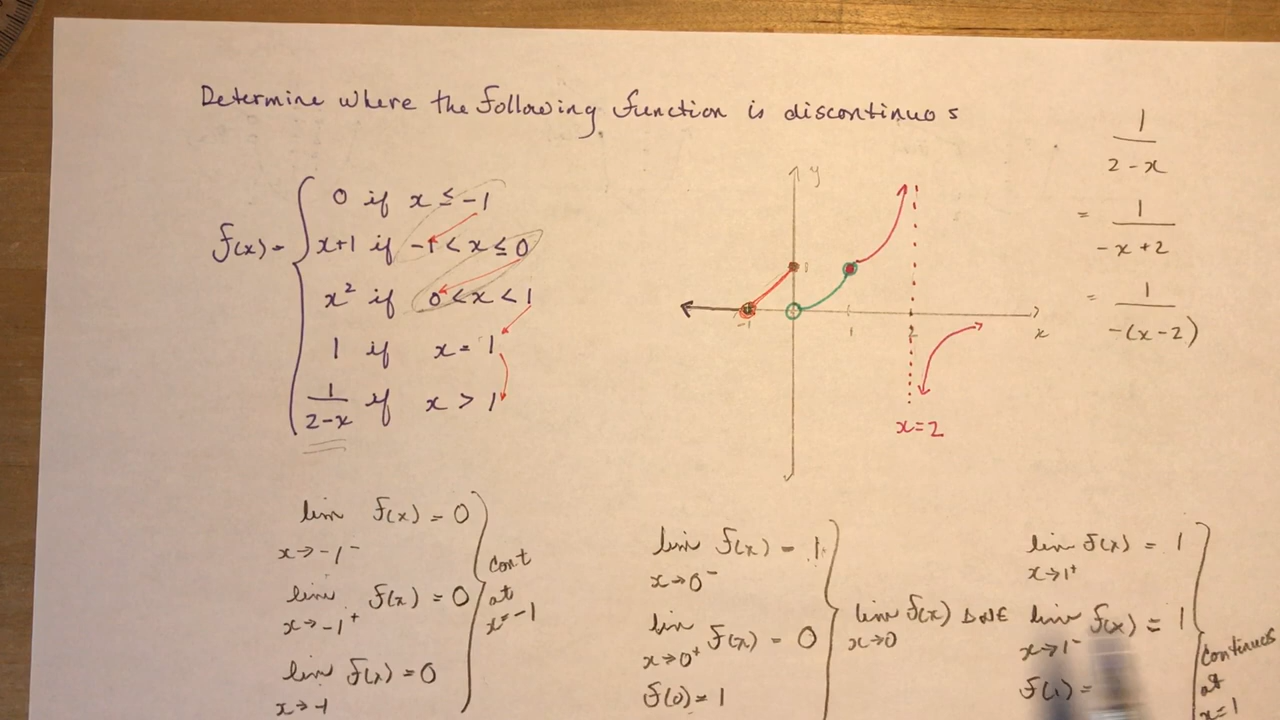 Determine where the following function is discontinuos
f(x) = { 0 if x ≤ -1
x+1 if -1 < x ≤ 0
x² if 0 < x < 1
1 if x = 1
1/(2-x) if x > 1
y
1
-1 1 2 x
x=2
1/(2-x)
= 1/(-x+2)
= 1/(-(x-2))
lim f(x) = 0
x→-1⁻
lim f(x) = 0
x→-1⁺
lim f(x) = 0
x→-1
cont
at
x=-1
lim f(x) = 1
x→0⁻
lim f(x) = 0
x→0⁺
f(0) = 1
lim f(x) DNE
x→0
lim f(x) = 1
x→1⁺
lim f(x) = 1
x→1⁻
f(1) =
continuos
at
x=1